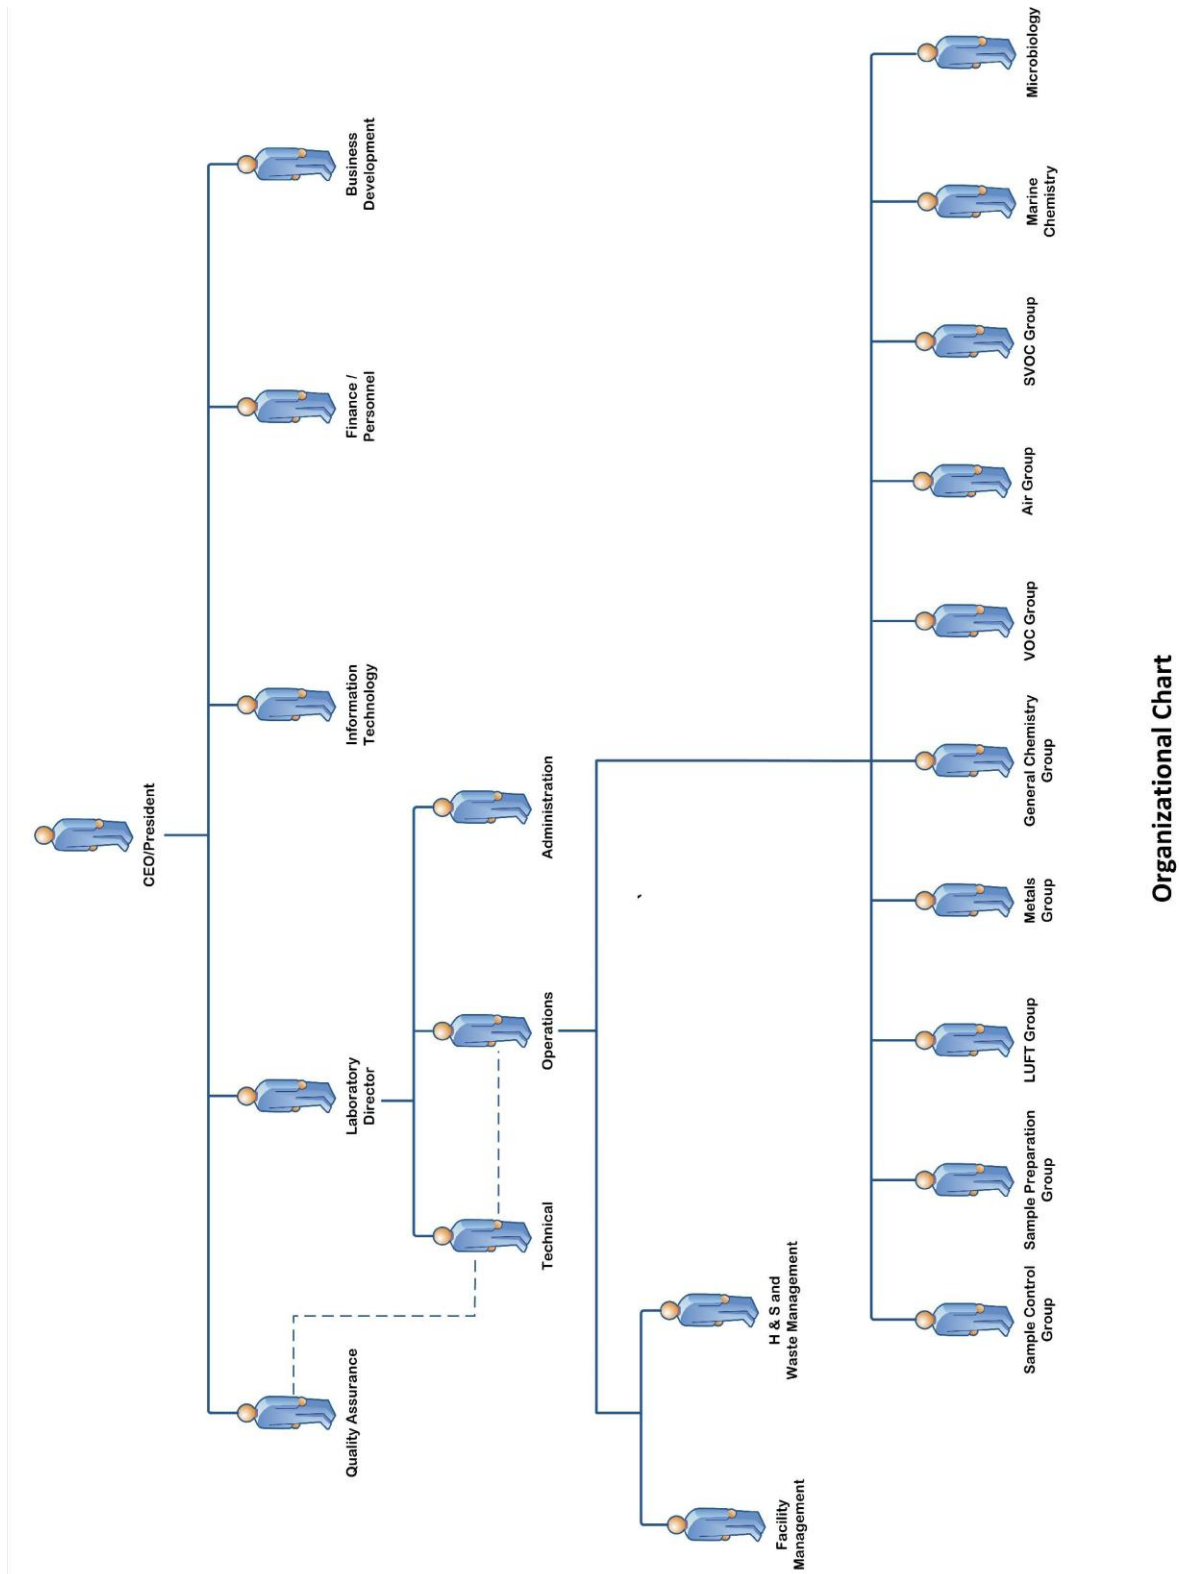 CEO/President
Quality Assurance
Laboratory
Director
Information
Technology
Finance /
Personnel
Business
Development
Technical
Operations
Administration
Facility
Management
H & S and
Waste Management
Sample Control
Group
Sample Preparation
Group
LUFT Group
Metals
Group
General Chemistry
Group
VOC Group
Air Group
SVOC Group
Marine
Chemistry
Microbiology
Organizational Chart